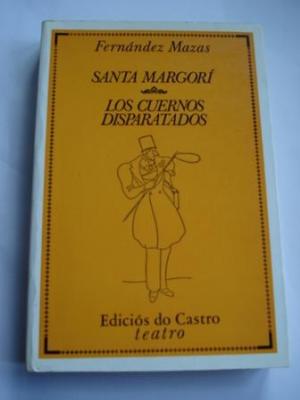 Fernández Mazas
SANTA MARGORÍ
LOS CUERNOS
DISPARATADOS
Ediciós do Castro
teatro